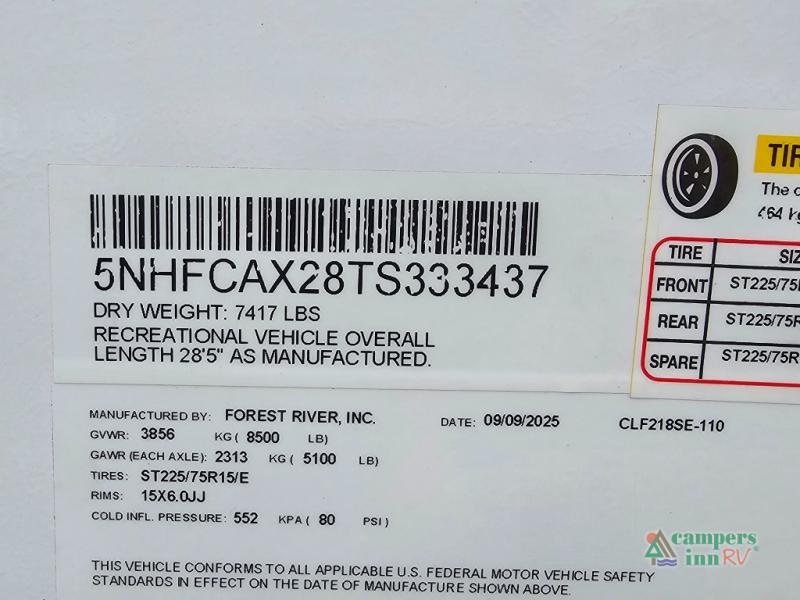 5NHFCAX28TS333437
DRY WEIGHT: 7417 LBS
RECREATIONAL VEHICLE OVERALL
LENGTH 28'5" AS MANUFACTURED.
MANUFACTURED BY: FOREST RIVER, INC. DATE: 09/09/2025 CLF218SE-110
GVWR: 3856 KG ( 8500 LB)
GAWR (EACH AXLE): 2313 KG ( 5100 LB)
TIRES: ST225/75R15/E
RIMS: 15X6.0JJ
COLD INFL. PRESSURE: 552 KPA ( 80 PSI)
THIS VEHICLE CONFORMS TO ALL APPLICABLE U.S. FEDERAL MOTOR VEHICLE SAFETY
STANDARDS IN EFFECT ON THE DATE OF MANUFACTURE SHOWN ABOVE.
The
464
TIRE
FRONT ST225/75
REAR ST225/75R
SPARE ST225/75R
campers
inn RV